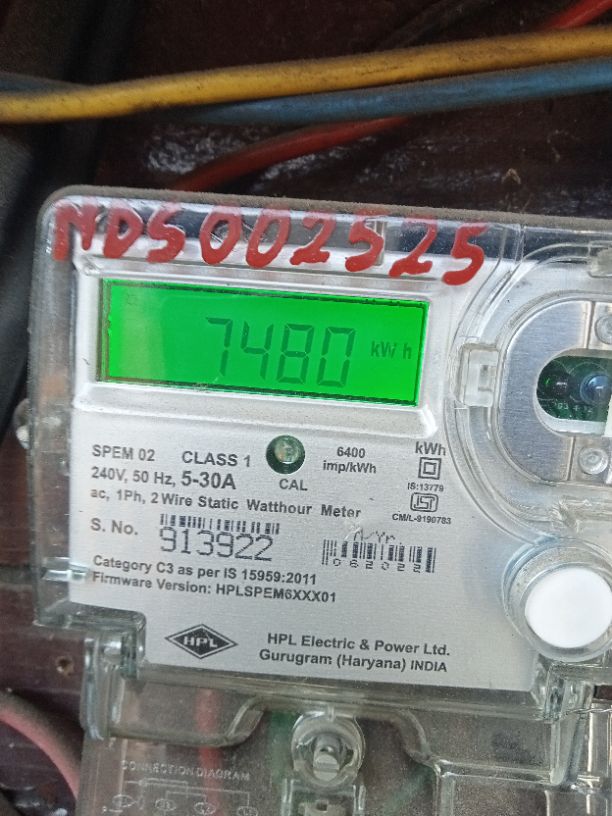 NDS002525
7480 kWh
SPEM 02 CLASS 1 6400 imp/kWh kWh
240V, 50 Hz, 5-30A CAL IS:13779
ac, 1Ph, 2 Wire Static Watthour Meter CM/L-9190783
S. No. 913922
M/Yr.
062022
Category C3 as per IS 15959:2011
Firmware Version: HPLSPEM6XXX01
HPL
HPL Electric & Power Ltd.
Gurugram (Haryana) INDIA
CONNECTION DIAGRAM